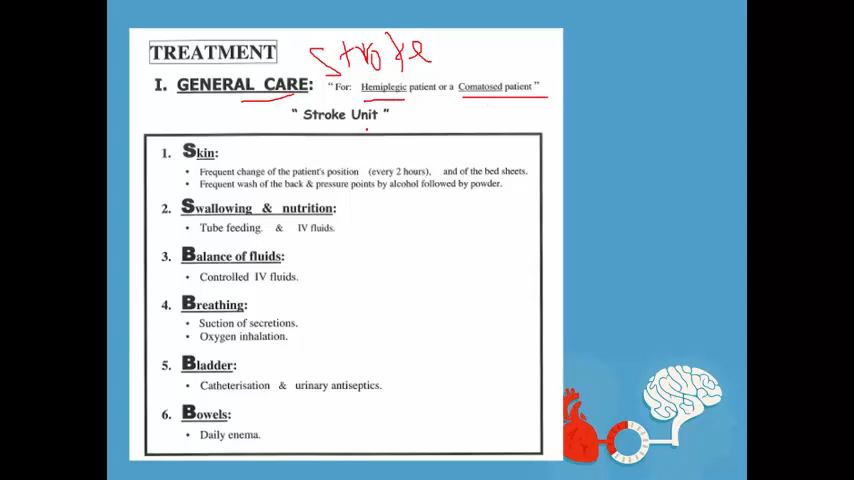 TREATMENT
Stroke
I. GENERAL CARE: "For: Hemiplegic patient or a Comatosed patient"
" Stroke Unit "
1. Skin:
• Frequent change of the patient's position (every 2 hours), and of the bed sheets.
• Frequent wash of the back & pressure points by alcohol followed by powder.
2. Swallowing & nutrition:
• Tube feeding. & IV fluids.
3. Balance of fluids:
• Controlled IV fluids.
4. Breathing:
• Suction of secretions.
• Oxygen inhalation.
5. Bladder:
• Catheterisation & urinary antiseptics.
6. Bowels:
• Daily enema.